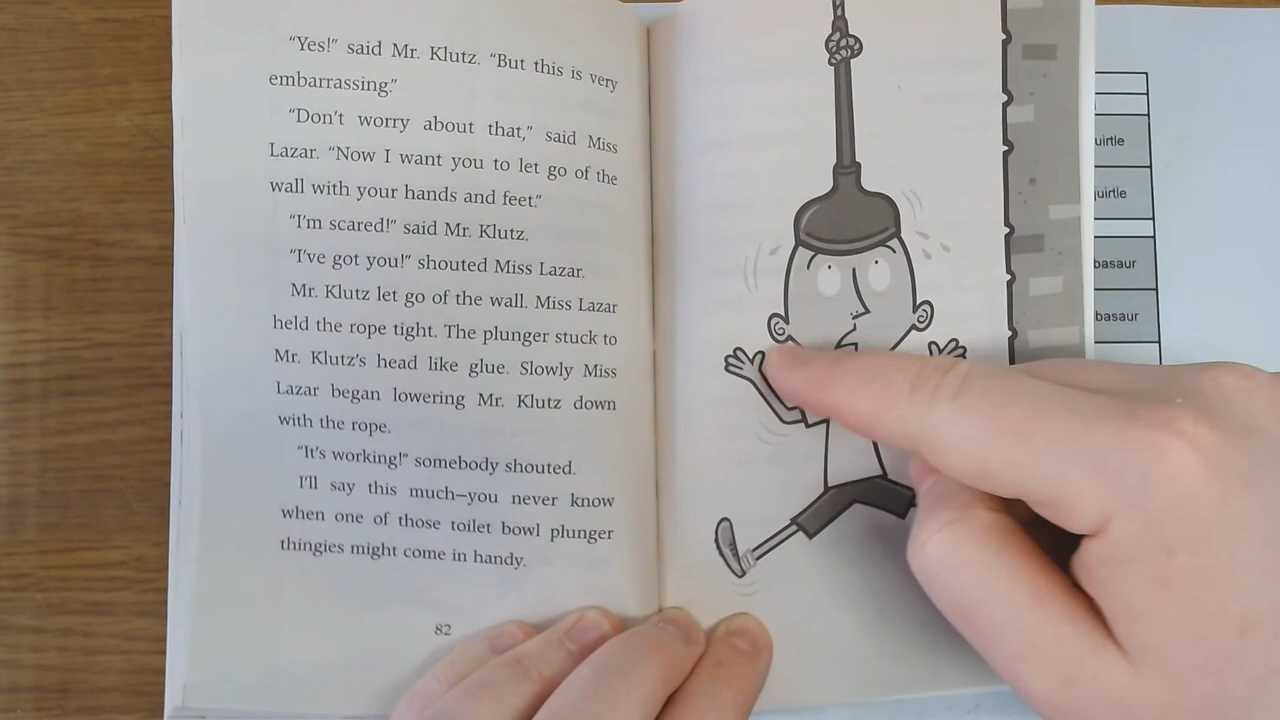 “Yes!” said Mr. Klutz. “But this is very
embarrassing.”
“Don’t worry about that,” said Miss
Lazar. “Now I want you to let go of the
wall with your hands and feet.”
“I’m scared!” said Mr. Klutz.
“I’ve got you!” shouted Miss Lazar.
Mr. Klutz let go of the wall. Miss Lazar
held the rope tight. The plunger stuck to
Mr. Klutz’s head like glue. Slowly Miss
Lazar began lowering Mr. Klutz down
with the rope.
“It’s working!” somebody shouted.
I’ll say this much—you never know
when one of those toilet bowl plunger
thingies might come in handy.
82
uirtle
uirtle
basaur
basaur